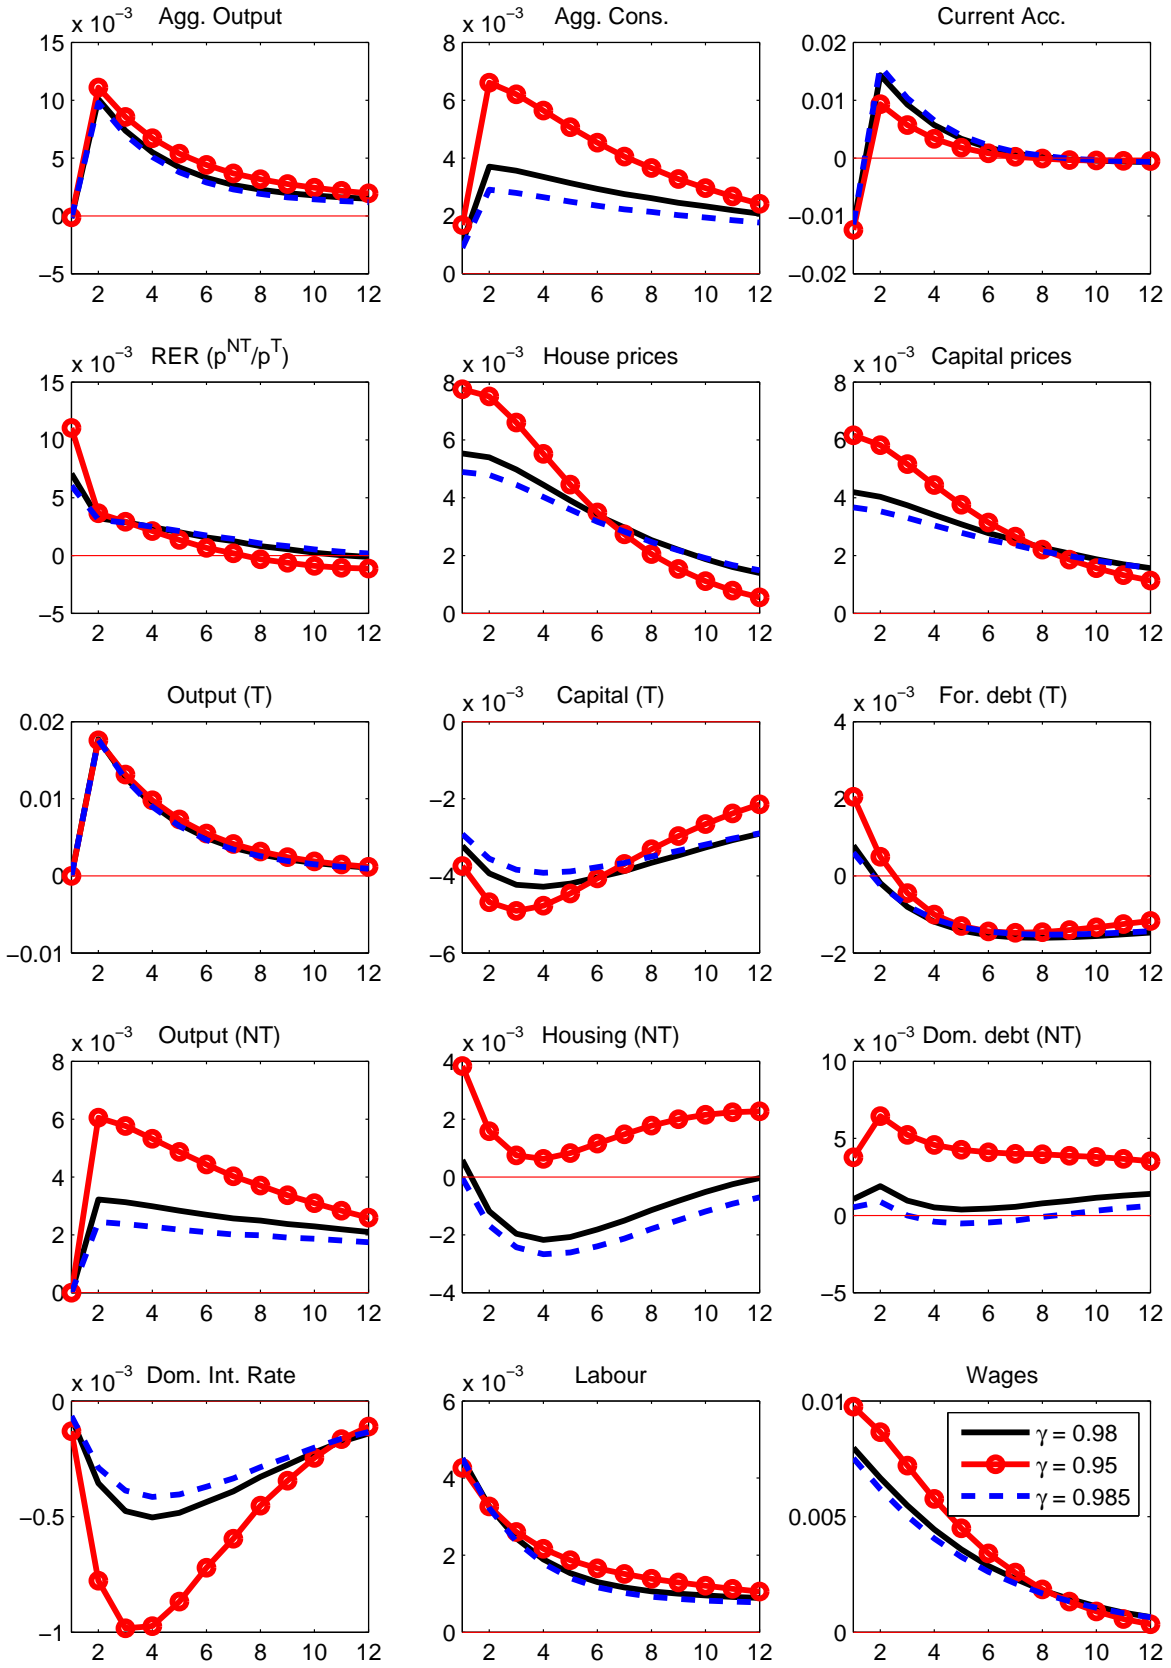 x 10⁻³ Agg. Output
15
10
5
0
−5
2 4 6 8 10 12
x 10⁻³ Agg. Cons.
8
6
4
2
0
2 4 6 8 10 12
Current Acc.
0.02
0.01
0
−0.01
−0.02
2 4 6 8 10 12
x 10⁻³ RER (p^NT/p^T)
15
10
5
0
−5
2 4 6 8 10 12
x 10⁻³ House prices
8
6
4
2
0
2 4 6 8 10 12
x 10⁻³ Capital prices
8
6
4
2
0
2 4 6 8 10 12
Output (T)
0.02
0.01
0
−0.01
2 4 6 8 10 12
x 10⁻³ Capital (T)
0
−2
−4
−6
2 4 6 8 10 12
x 10⁻³ For. debt (T)
4
2
0
−2
2 4 6 8 10 12
x 10⁻³ Output (NT)
8
6
4
2
0
2 4 6 8 10 12
x 10⁻³ Housing (NT)
4
2
0
−2
−4
2 4 6 8 10 12
x 10⁻³ Dom. debt (NT)
10
5
0
−5
2 4 6 8 10 12
x 10⁻³ Dom. Int. Rate
0
−0.5
−1
2 4 6 8 10 12
x 10⁻³ Labour
6
4
2
0
2 4 6 8 10 12
Wages
0.01
0.005
0
2 4 6 8 10 12
γ = 0.98
γ = 0.95
γ = 0.985